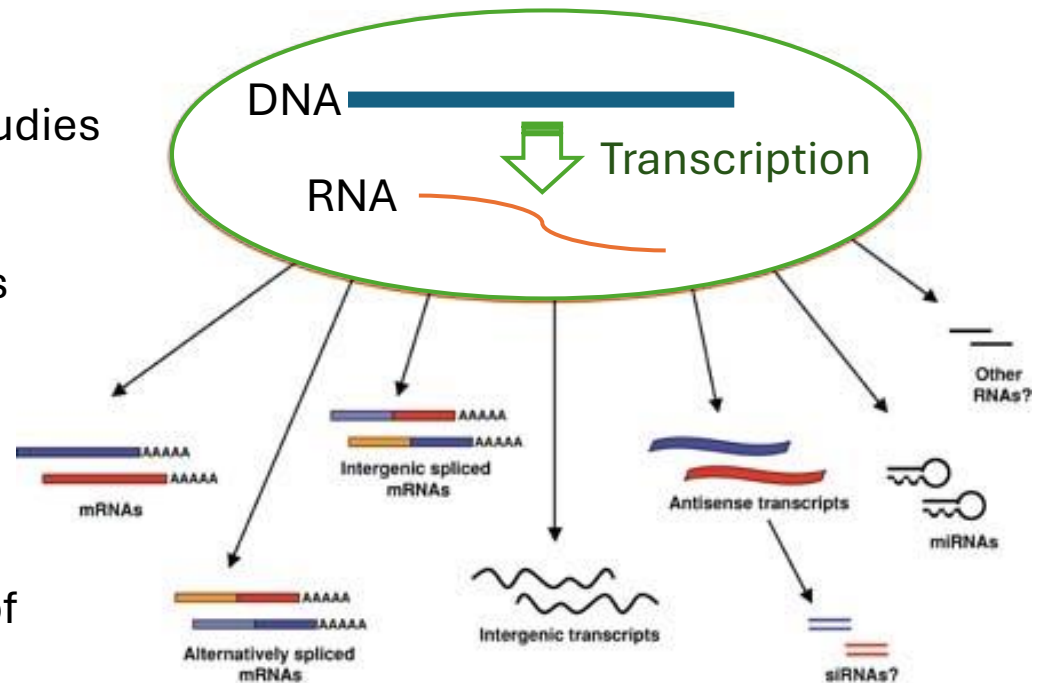 DNA
udies
Transcription
RNA
s
Other
RNAs?
AAAAA
AAAAA
AAAAA
AAAAA
Intergenic spliced
mRNAs
mRNAs
Antisense transcripts
miRNAs
of
AAAAA
AAAAA
Intergenic transcripts
Alternatively spliced
mRNAs
siRNAs?